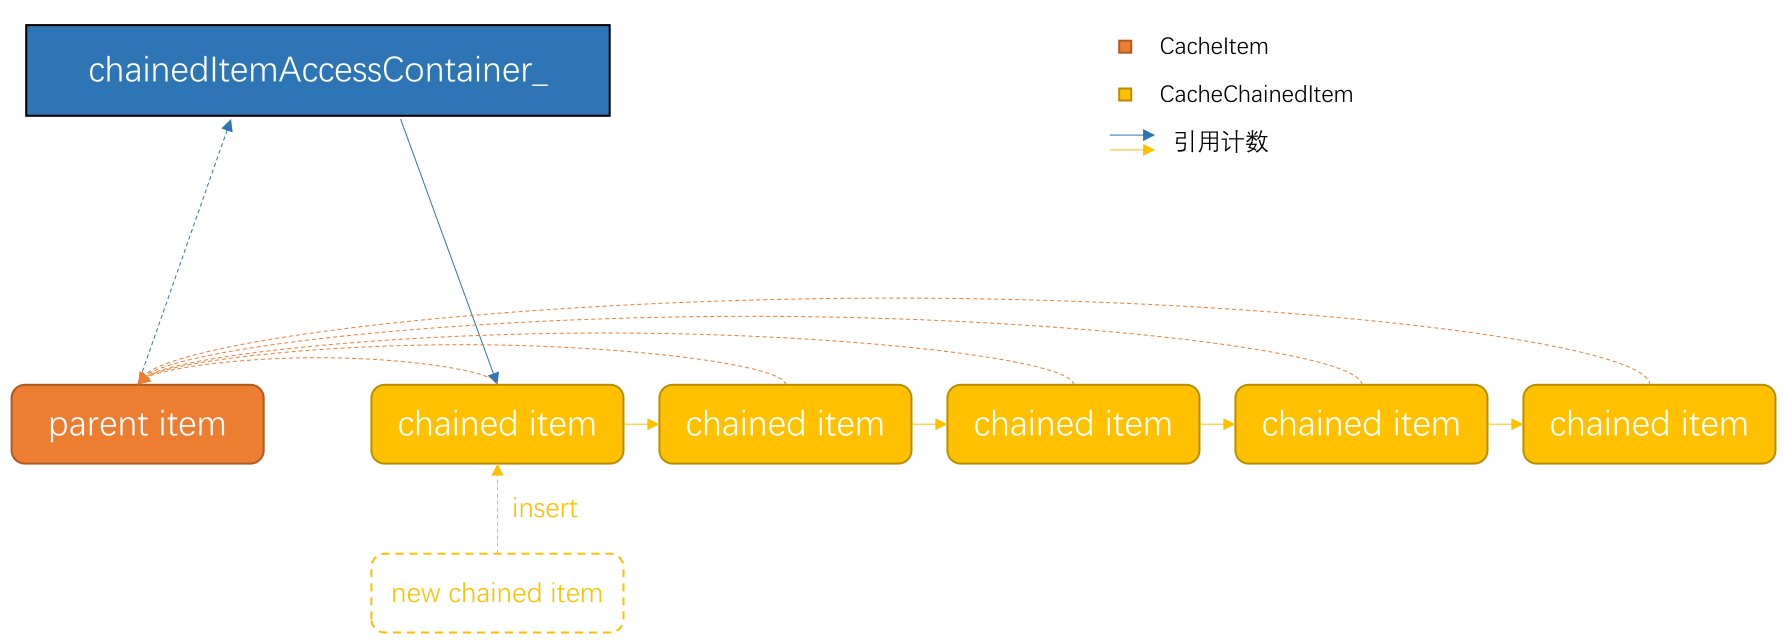 chainedItemAccessContainer_
CacheItem
CacheChainedItem
引用计数
parent item
chained item
chained item
chained item
chained item
chained item
insert
new chained item